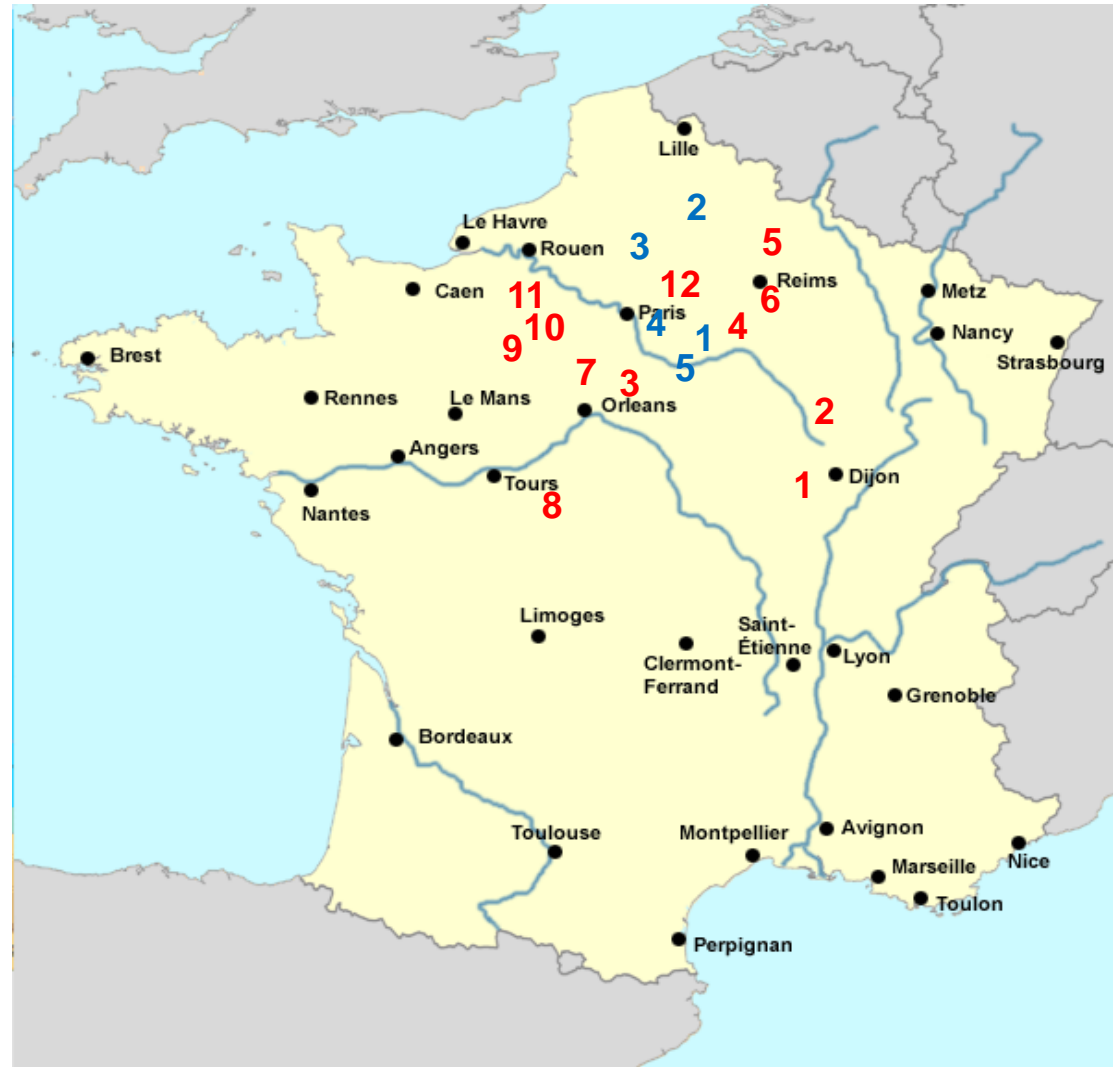 Lille
2
Le Havre
3
5
Rouen
Reims
12
Caen
11
6
Metz
Paris
4
10
4
1
Nancy
9
Strasbourg
Brest
5
7
3
Rennes
Le Mans
Orleans
2
Angers
Dijon
Tours
1
8
Nantes
Limoges
Saint-
Étienne
Clermont-
Ferrand
Lyon
Grenoble
Bordeaux
Toulouse
Montpellier
Avignon
Nice
Marseille
Toulon
Perpignan